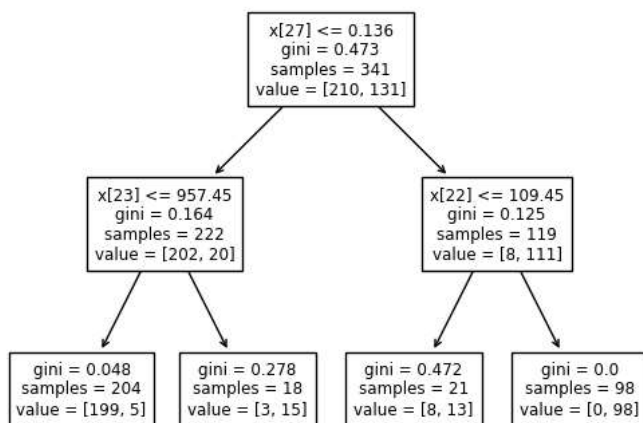 x[27] <= 0.136
gini = 0.473
samples = 341
value = [210, 131]
x[23] <= 957.45
gini = 0.164
samples = 222
value = [202, 20]
x[22] <= 109.45
gini = 0.125
samples = 119
value = [8, 111]
gini = 0.048
samples = 204
value = [199, 5]
gini = 0.278
samples = 18
value = [3, 15]
gini = 0.472
samples = 21
value = [8, 13]
gini = 0.0
samples = 98
value = [0, 98]